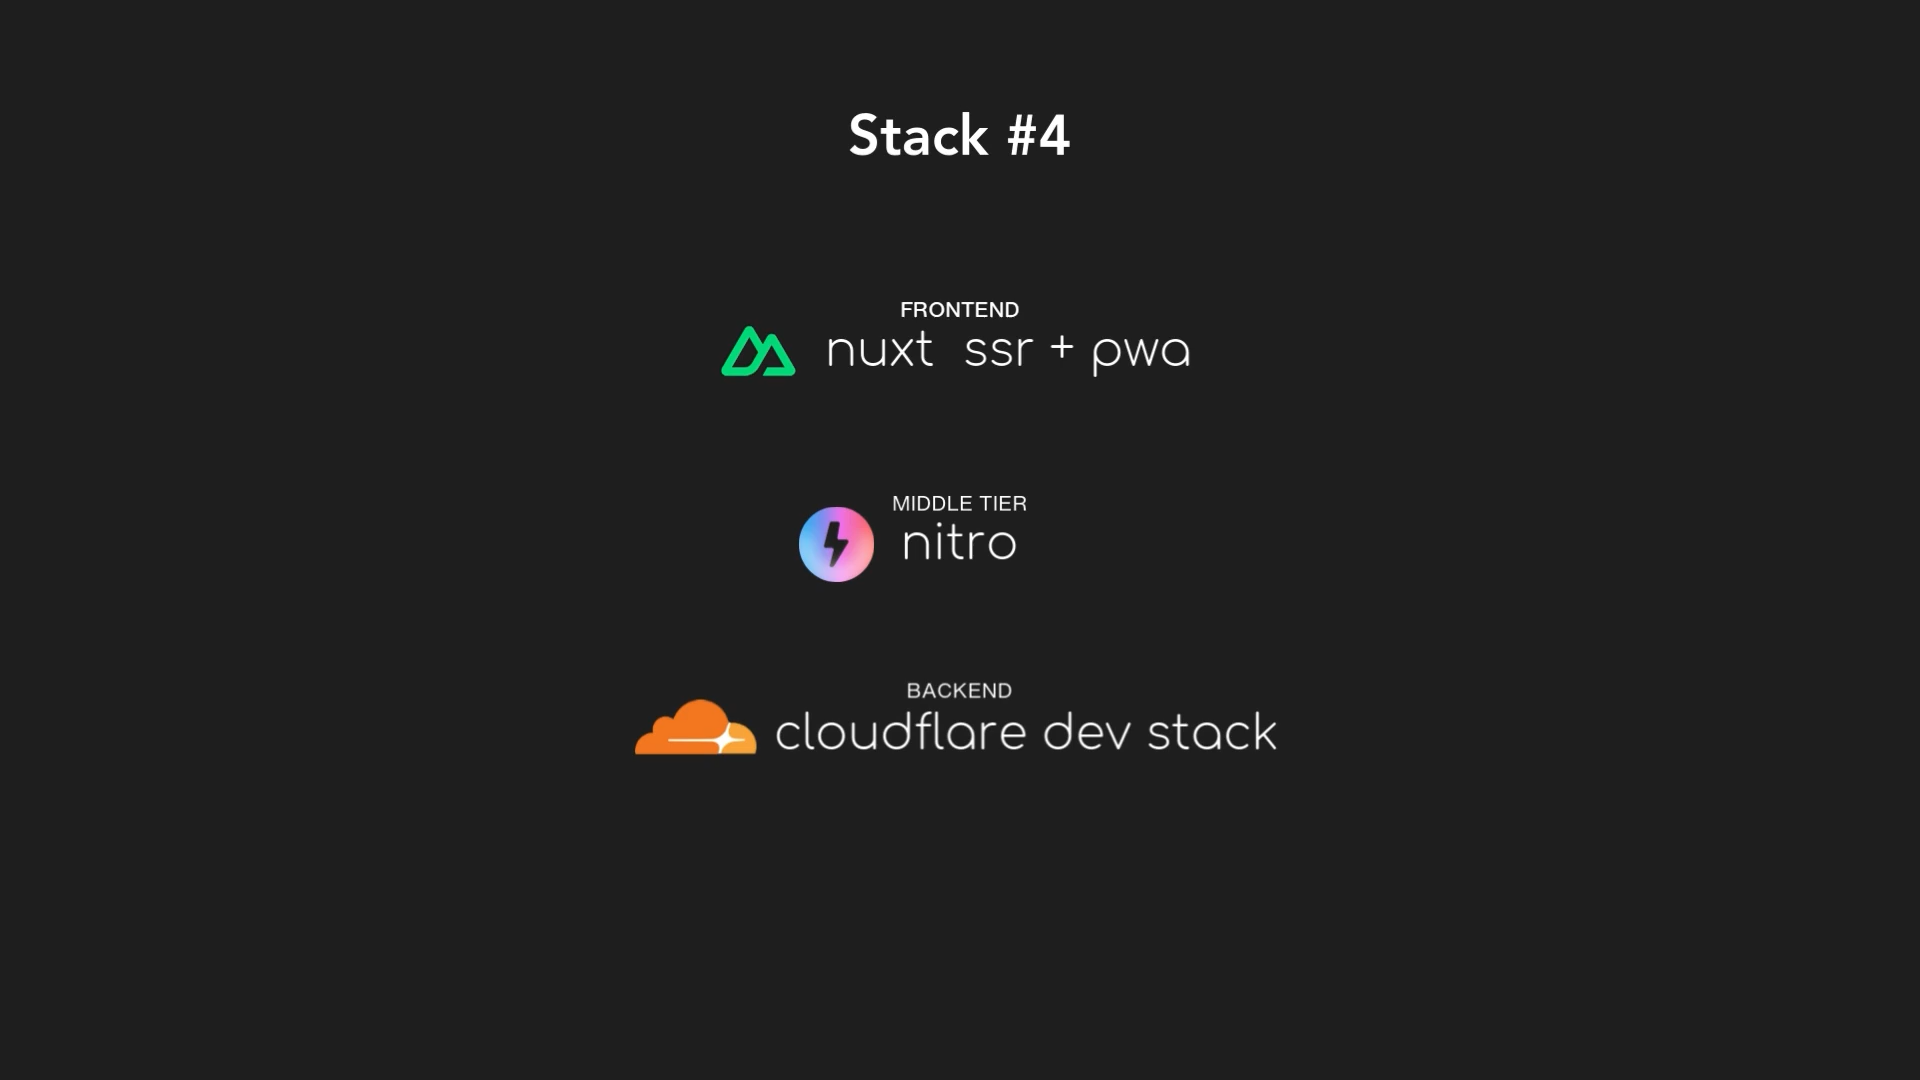 Stack #4
FRONTEND
nuxt ssr + pwa
MIDDLE TIER
nitro
BACKEND
cloudflare dev stack